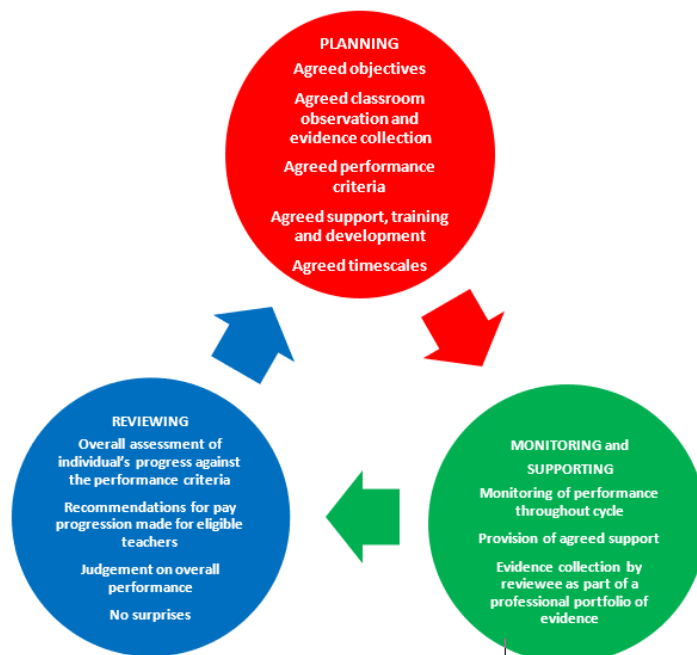 PLANNING
Agreed objectives
Agreed classroom
observation and
evidence collection
Agreed performance
criteria
Agreed support, training
and development
Agreed timescales
MONITORING and
SUPPORTING
Monitoring of performance
throughout cycle
Provision of agreed support
Evidence collection by
reviewee as part of a
professional portfolio of
evidence
REVIEWING
Overall assessment of
individual's progress against
the performance criteria
Recommendations for pay
progression made for eligible
teachers
Judgement on overall
performance
No surprises